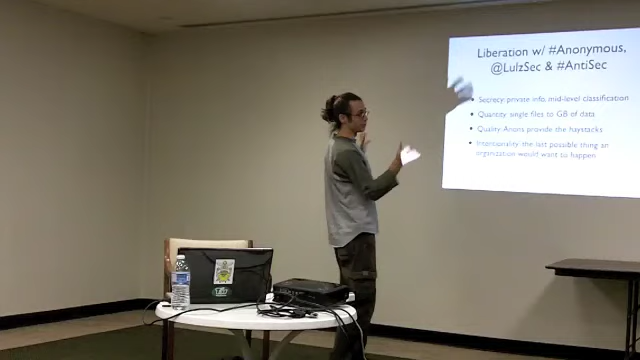 Liberation w/ #Anonymous,
@LulzSec & #AntiSec
• Secrecy: private info mid-level classification
• Quantity: single files to GB of data
• Quality: Anons provide the haystacks
• Intentionality: the last possible thing an
organization would want to happen